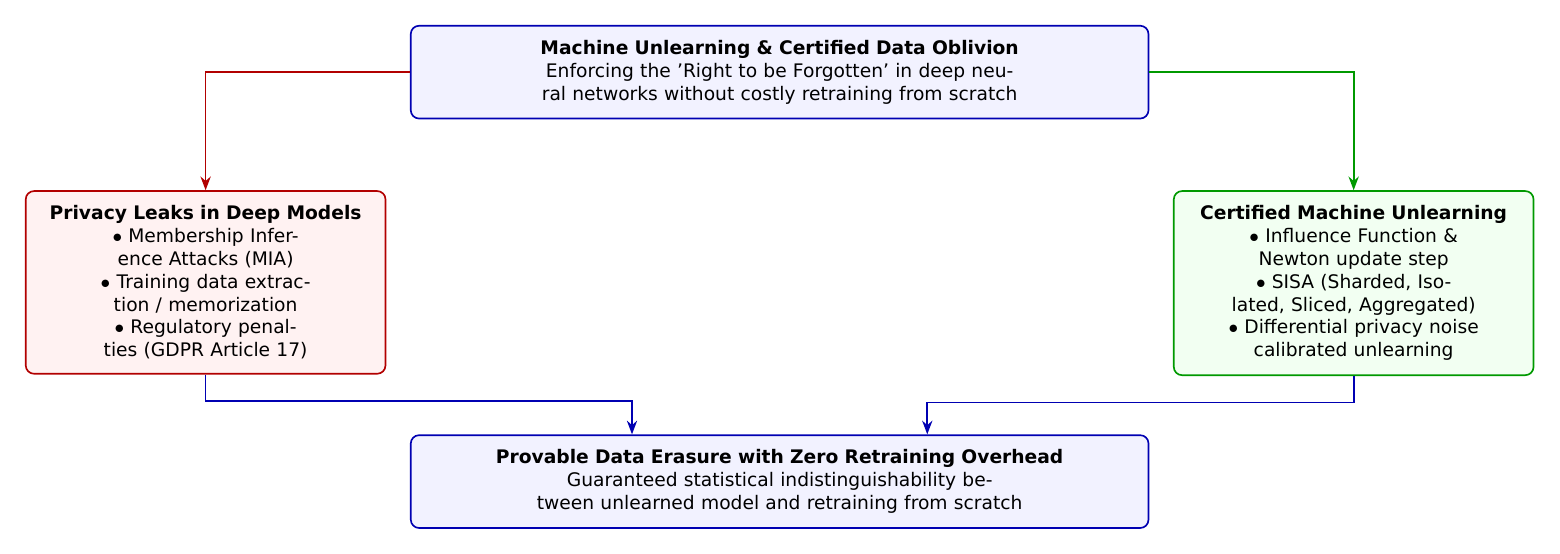 Machine Unlearning & Certified Data Oblivion
Enforcing the ’Right to be Forgotten’ in deep neu-
ral networks without costly retraining from scratch
Privacy Leaks in Deep Models
• Membership Infer-
ence Attacks (MIA)
• Training data extrac-
tion / memorization
• Regulatory penal-
ties (GDPR Article 17)
Certified Machine Unlearning
• Influence Function &
Newton update step
• SISA (Sharded, Iso-
lated, Sliced, Aggregated)
• Differential privacy noise
calibrated unlearning
Provable Data Erasure with Zero Retraining Overhead
Guaranteed statistical indistinguishability be-
tween unlearned model and retraining from scratch